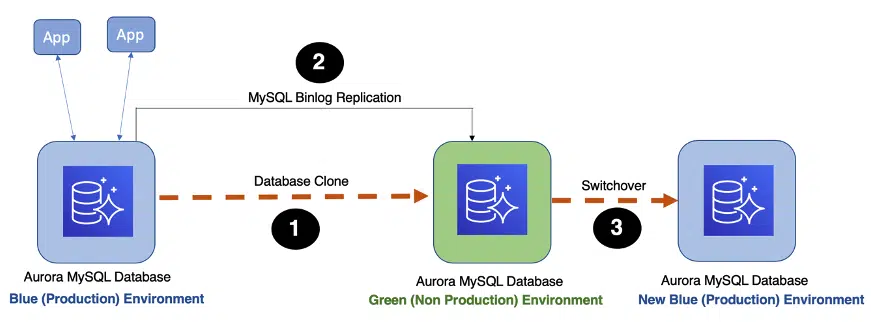 App
App
2
MySQL Binlog Replication
Database Clone
1
Switchover
3
Aurora MySQL Database
Blue (Production) Environment
Aurora MySQL Database
Green (Non Production) Environment
Aurora MySQL Database
New Blue (Production) Environment